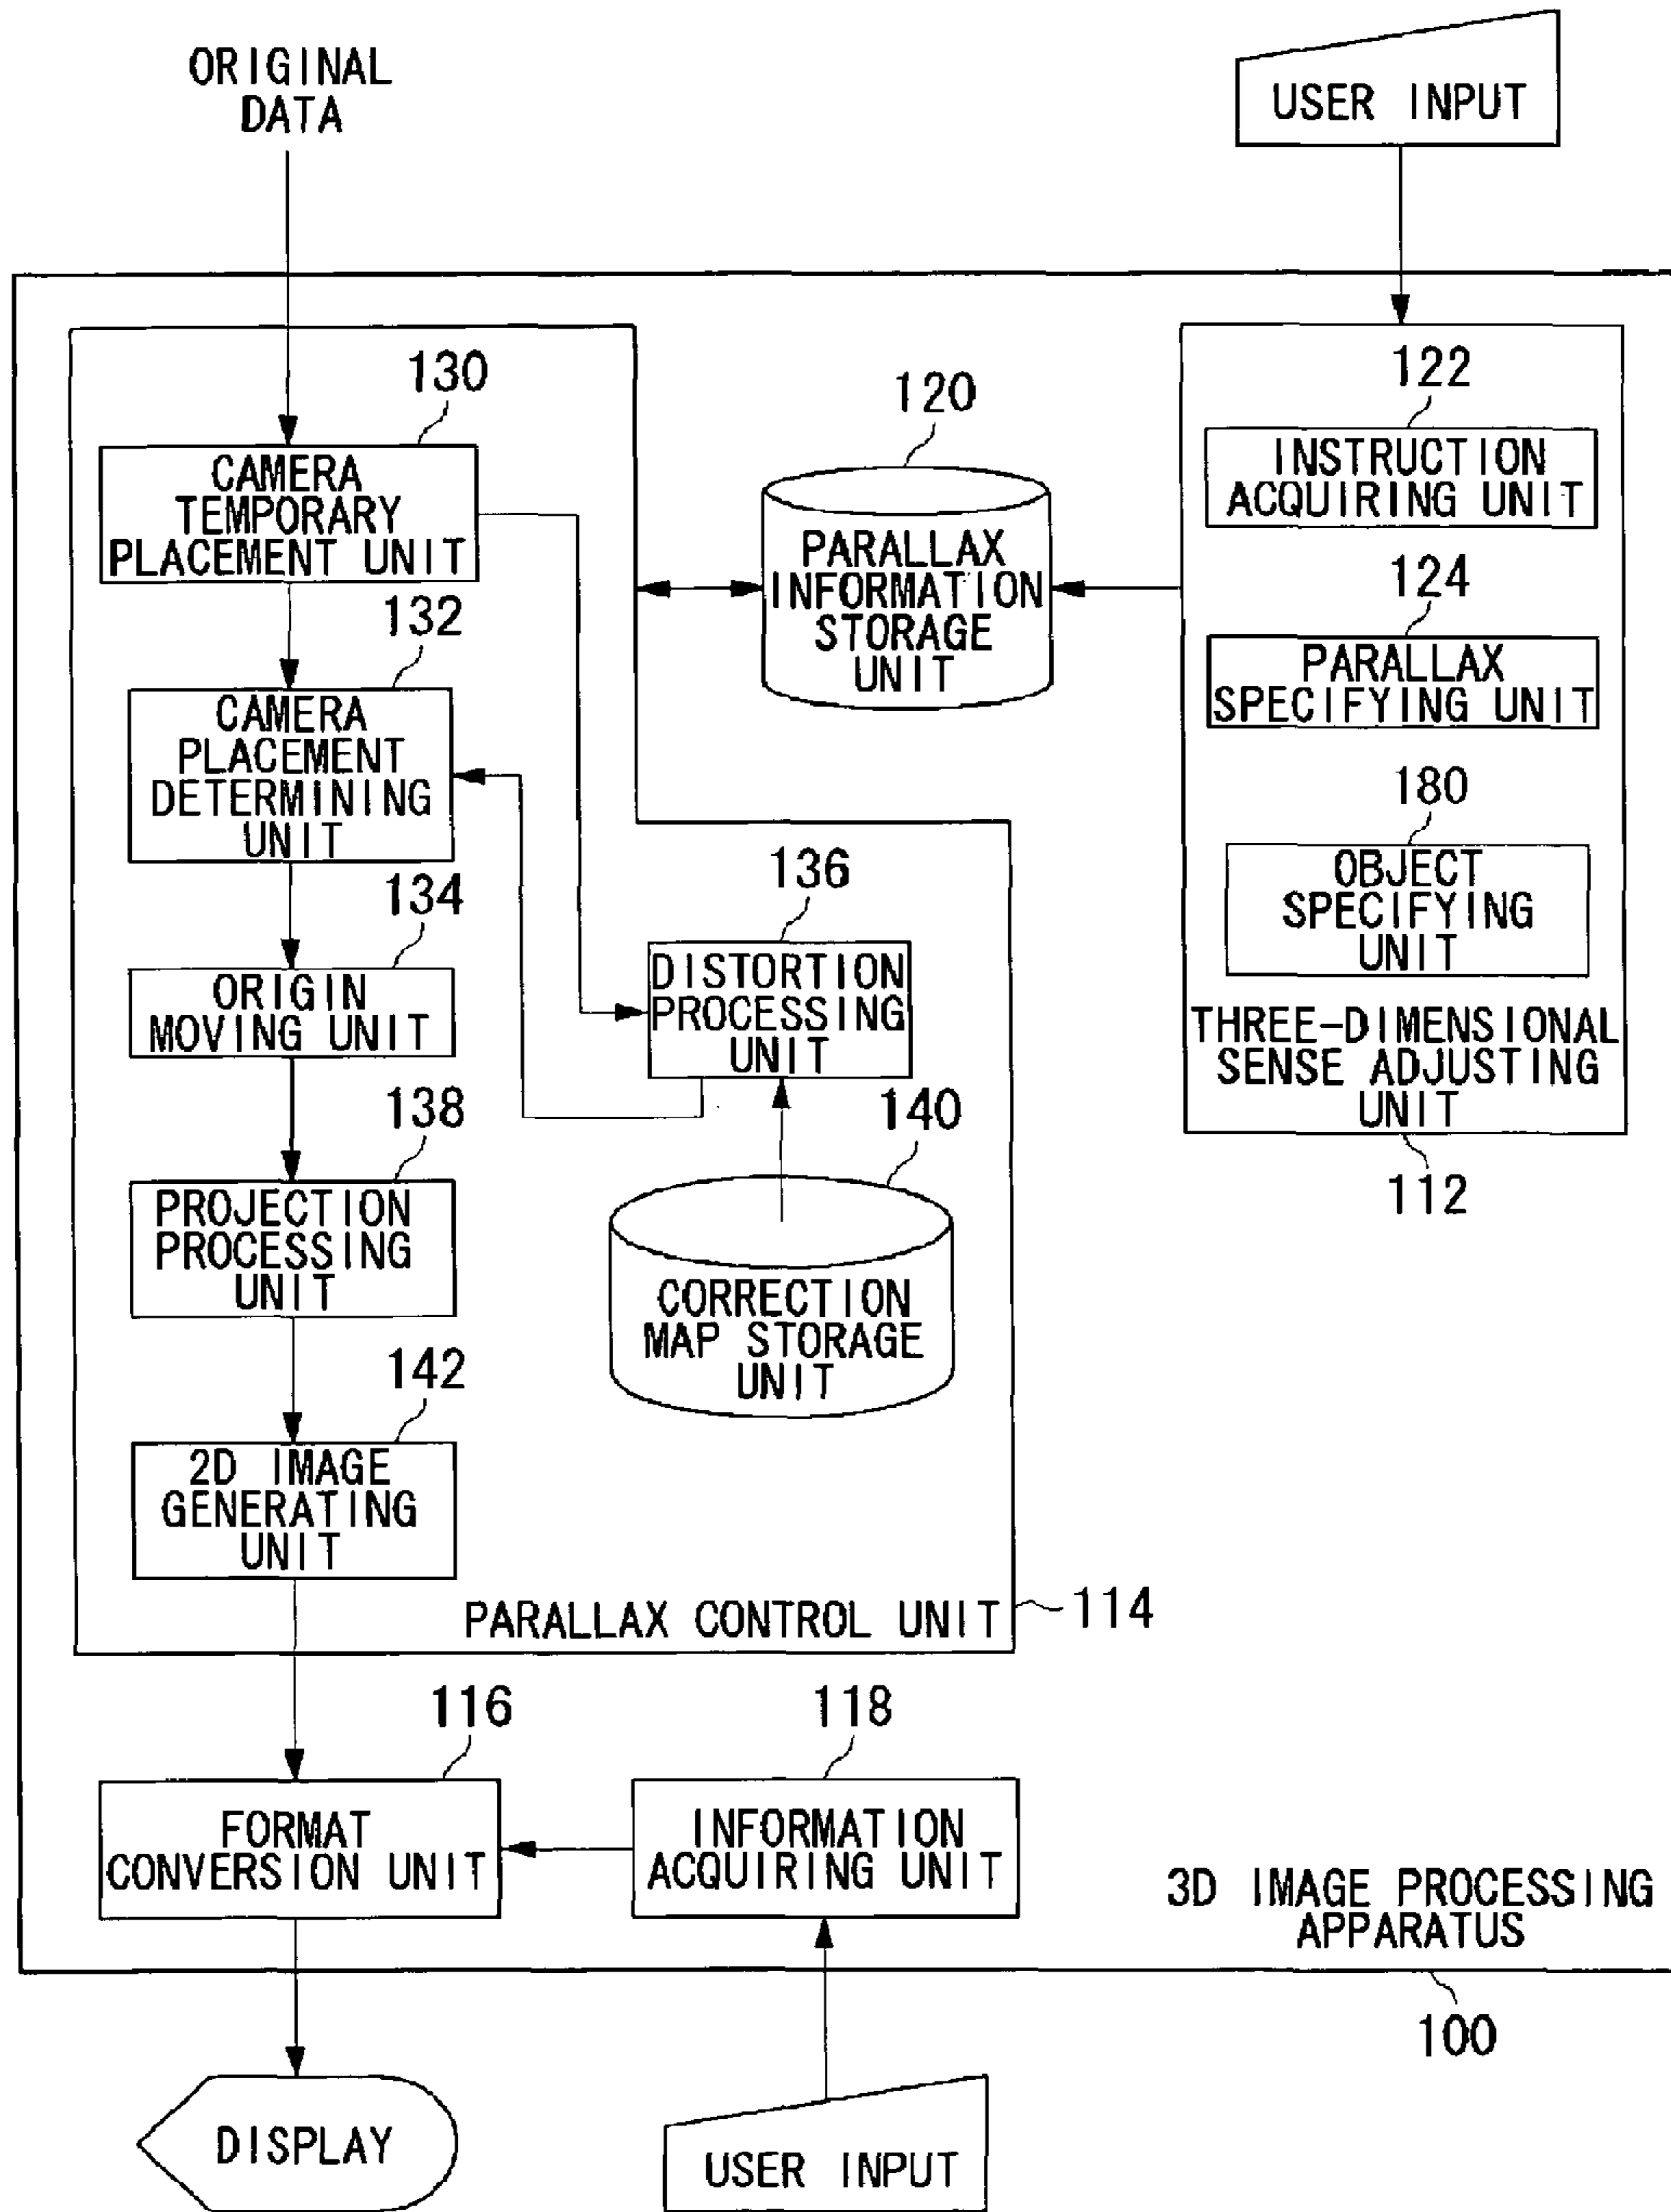 ORIGINAL
DATA
USER INPUT
130
CAMERA
TEMPORARY
PLACEMENT UNIT
132
CAMERA
PLACEMENT
DETERMINING
UNIT
134
ORIGIN
MOVING UNIT
138
PROJECTION
PROCESSING
UNIT
142
2D IMAGE
GENERATING
UNIT
136
DISTORTION
PROCESSING
UNIT
140
CORRECTION
MAP STORAGE
UNIT
PARALLAX CONTROL UNIT
114
120
PARALLAX
INFORMATION
STORAGE
UNIT
122
INSTRUCTION
ACQUIRING UNIT
124
PARALLAX
SPECIFYING UNIT
180
OBJECT
SPECIFYING
UNIT
THREE-DIMENSIONAL
SENSE ADJUSTING
UNIT
112
116
FORMAT
CONVERSION UNIT
118
INFORMATION
ACQUIRING UNIT
3D IMAGE PROCESSING
APPARATUS
100
DISPLAY
USER INPUT